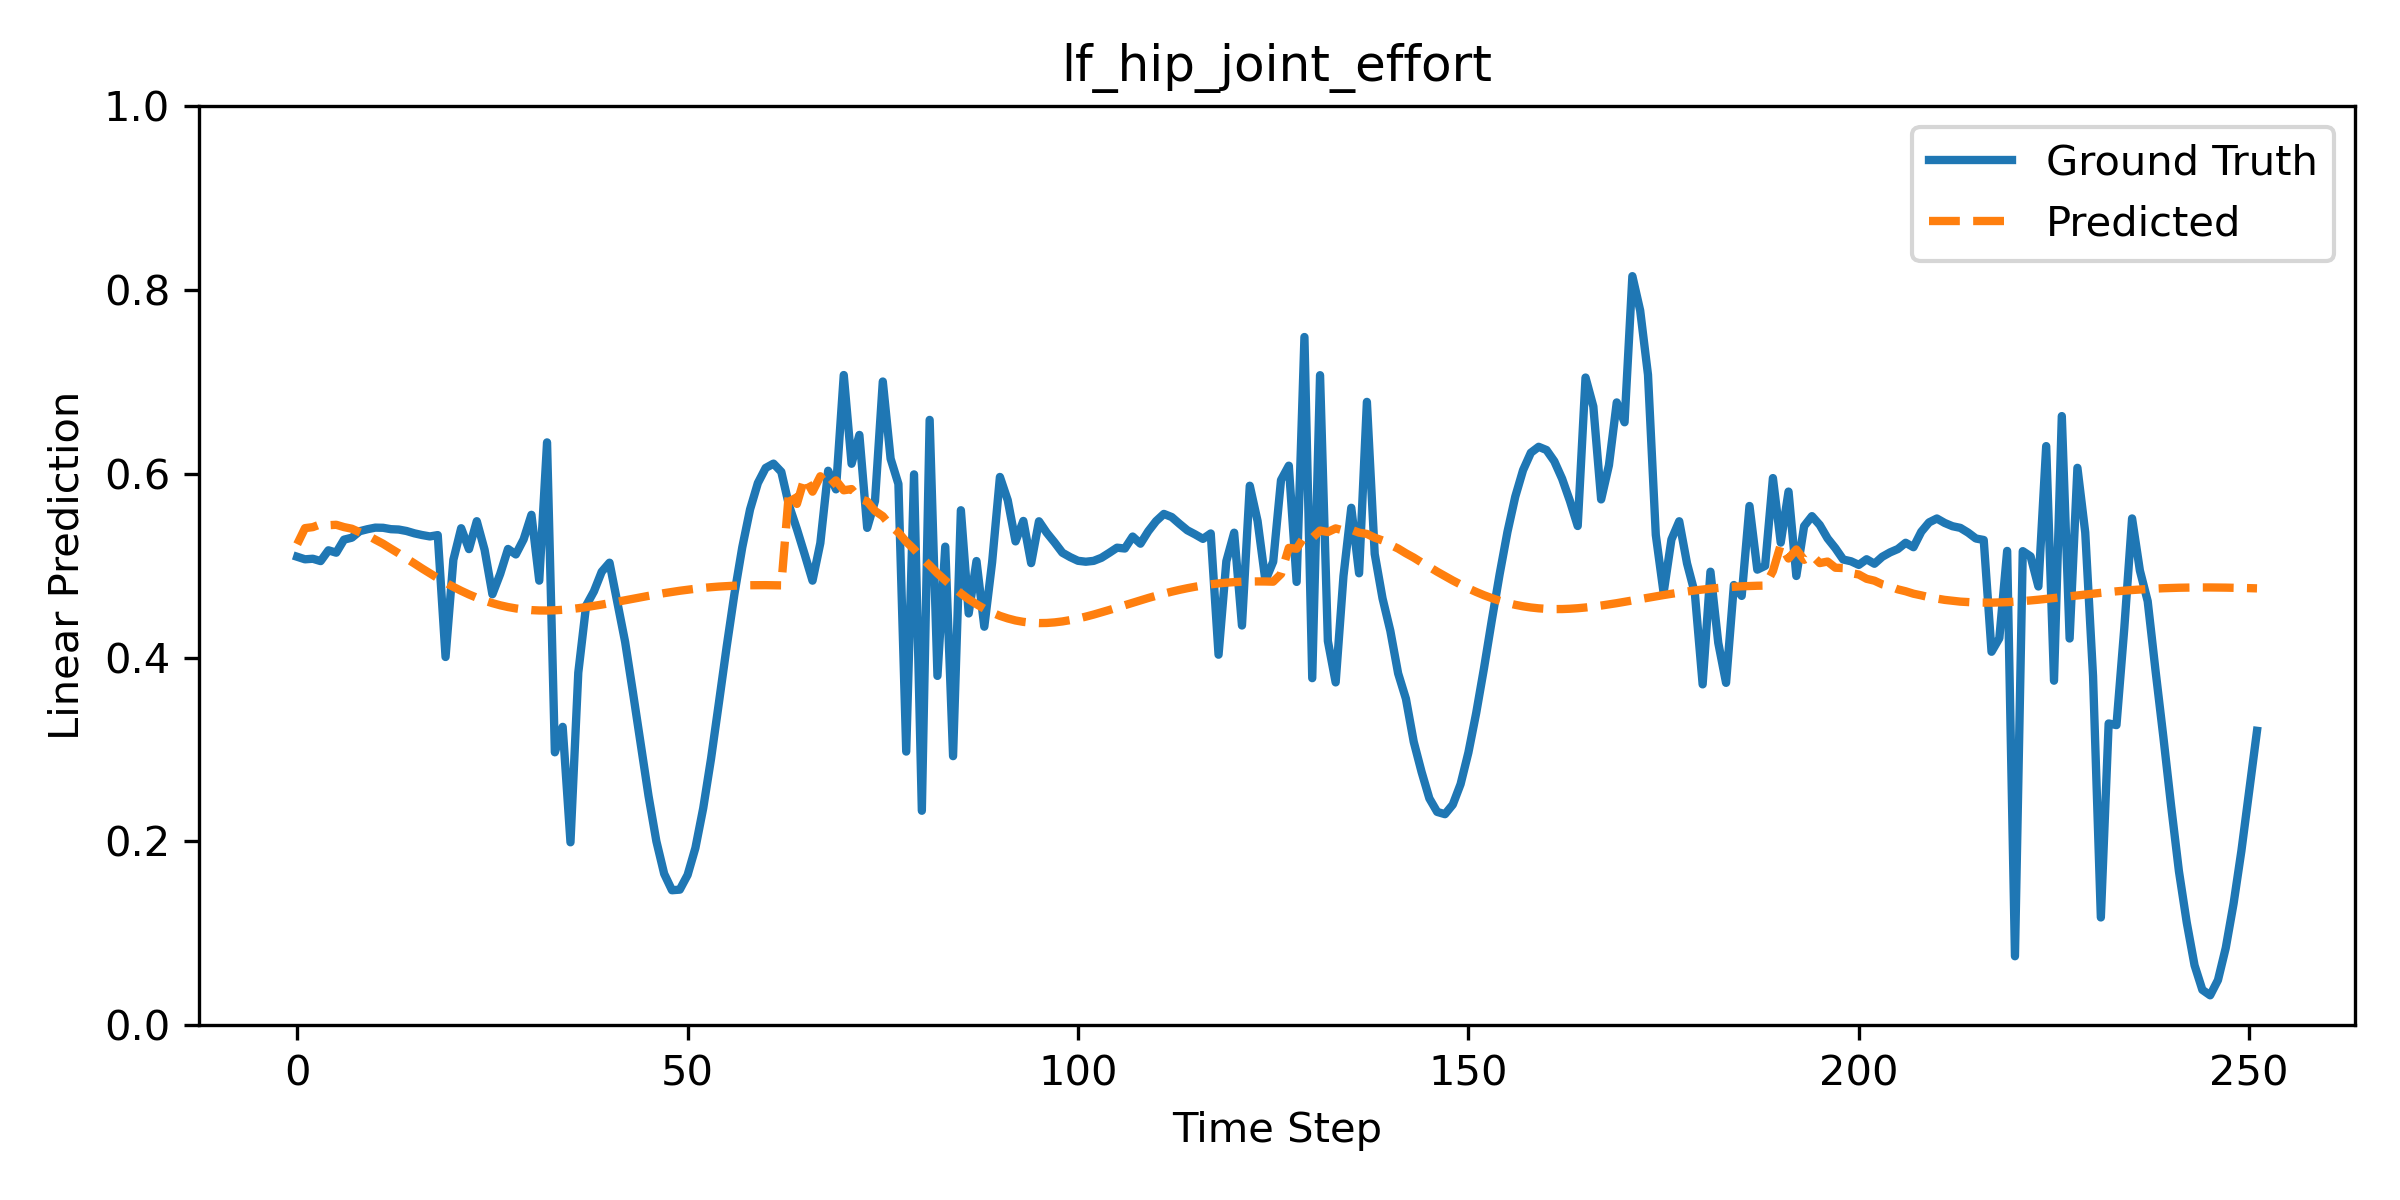 lf_hip_joint_effort
1.0
0.8
0.6
0.4
0.2
0.0
Linear Prediction
Ground Truth
Predicted
0 50 100 150 200 250
Time Step